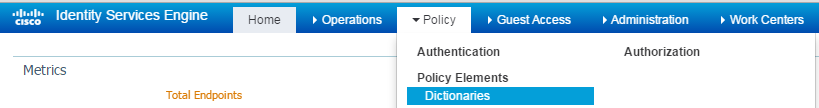 cisco Identity Services Engine Home Operations Policy Guest Access Administration Work Centers
Authentication Authorization
Metrics
Policy Elements
Dictionaries
Total Endpoints